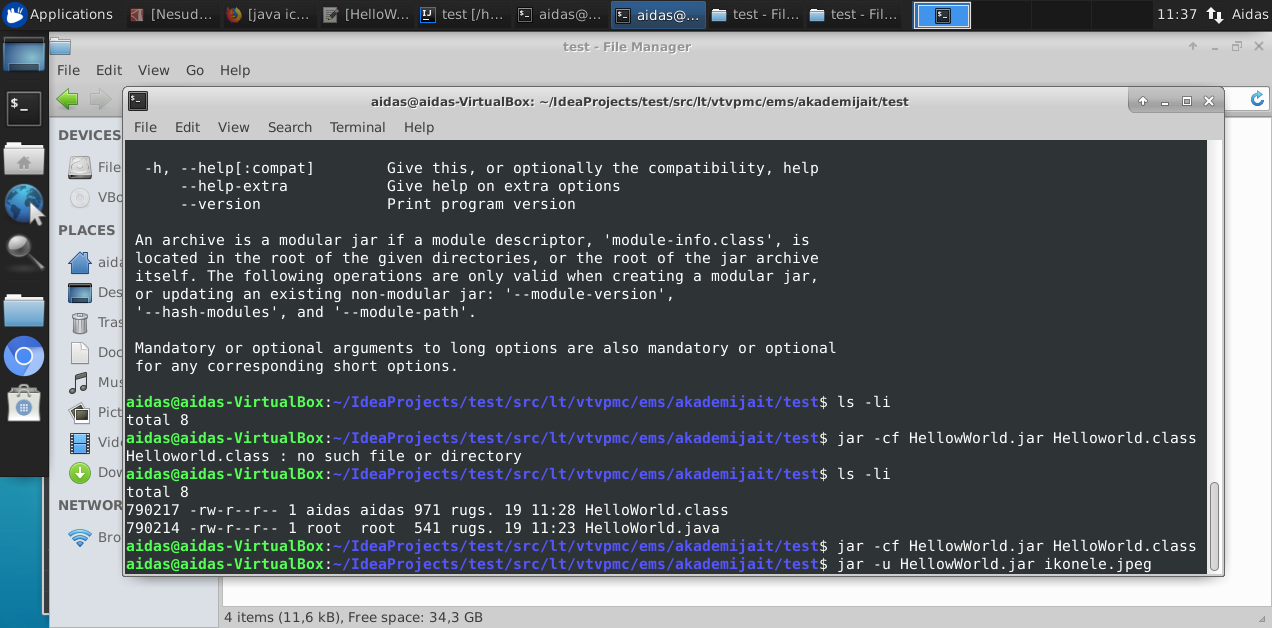 Applications [Nesud... [java ic... [HelloW... test [/h... aidas@... aidas@... test - Fil... test - Fil... 11:37 Aidas
test - File Manager
File Edit View Go Help
aidas@aidas-VirtualBox: ~/IdeaProjects/test/src/lt/vtvpmc/ems/akademijait/test
File Edit View Search Terminal Help
DEVICES
File
VBo
PLACES
aida
Des
Tras
Doc
Mus
Pict
Vide
Dow
NETWOR
Bro
-h, --help[:compat] Give this, or optionally the compatibility, help
--help-extra Give help on extra options
--version Print program version
An archive is a modular jar if a module descriptor, 'module-info.class', is
located in the root of the given directories, or the root of the jar archive
itself. The following operations are only valid when creating a modular jar,
or updating an existing non-modular jar: '--module-version',
'--hash-modules', and '--module-path'.
Mandatory or optional arguments to long options are also mandatory or optional
for any corresponding short options.
aidas@aidas-VirtualBox:~/IdeaProjects/test/src/lt/vtvpmc/ems/akademijait/test$ ls -li
total 8
aidas@aidas-VirtualBox:~/IdeaProjects/test/src/lt/vtvpmc/ems/akademijait/test$ jar -cf HellowWorld.jar Helloworld.class
Helloworld.class : no such file or directory
aidas@aidas-VirtualBox:~/IdeaProjects/test/src/lt/vtvpmc/ems/akademijait/test$ ls -li
total 8
790217 -rw-r--r-- 1 aidas aidas 971 rugs. 19 11:28 HelloWorld.class
790214 -rw-r--r-- 1 root root 541 rugs. 19 11:23 HelloWorld.java
aidas@aidas-VirtualBox:~/IdeaProjects/test/src/lt/vtvpmc/ems/akademijait/test$ jar -cf HellowWorld.jar HelloWorld.class
aidas@aidas-VirtualBox:~/IdeaProjects/test/src/lt/vtvpmc/ems/akademijait/test$ jar -u HellowWorld.jar ikonele.jpeg
4 items (11,6 kB), Free space: 34,3 GB